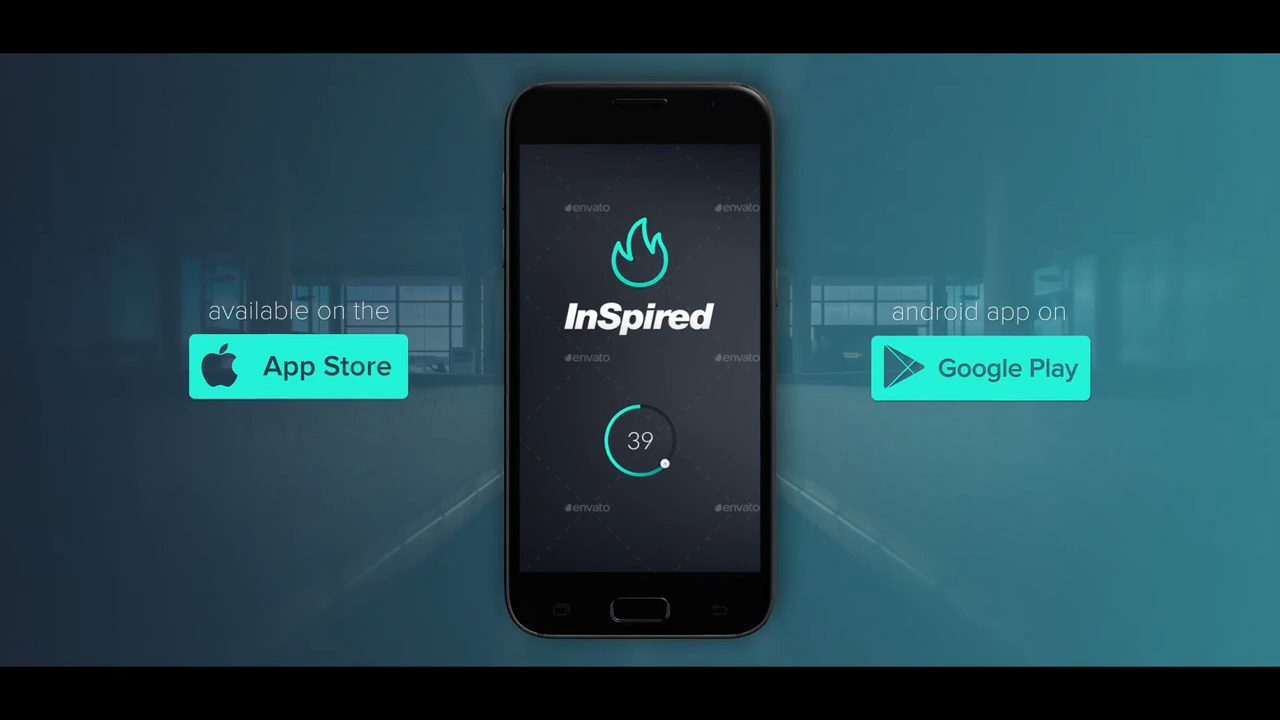 envato
envato
available on the
App Store
InSpired
android app on
Google Play
envato
envato
39
envato
envato